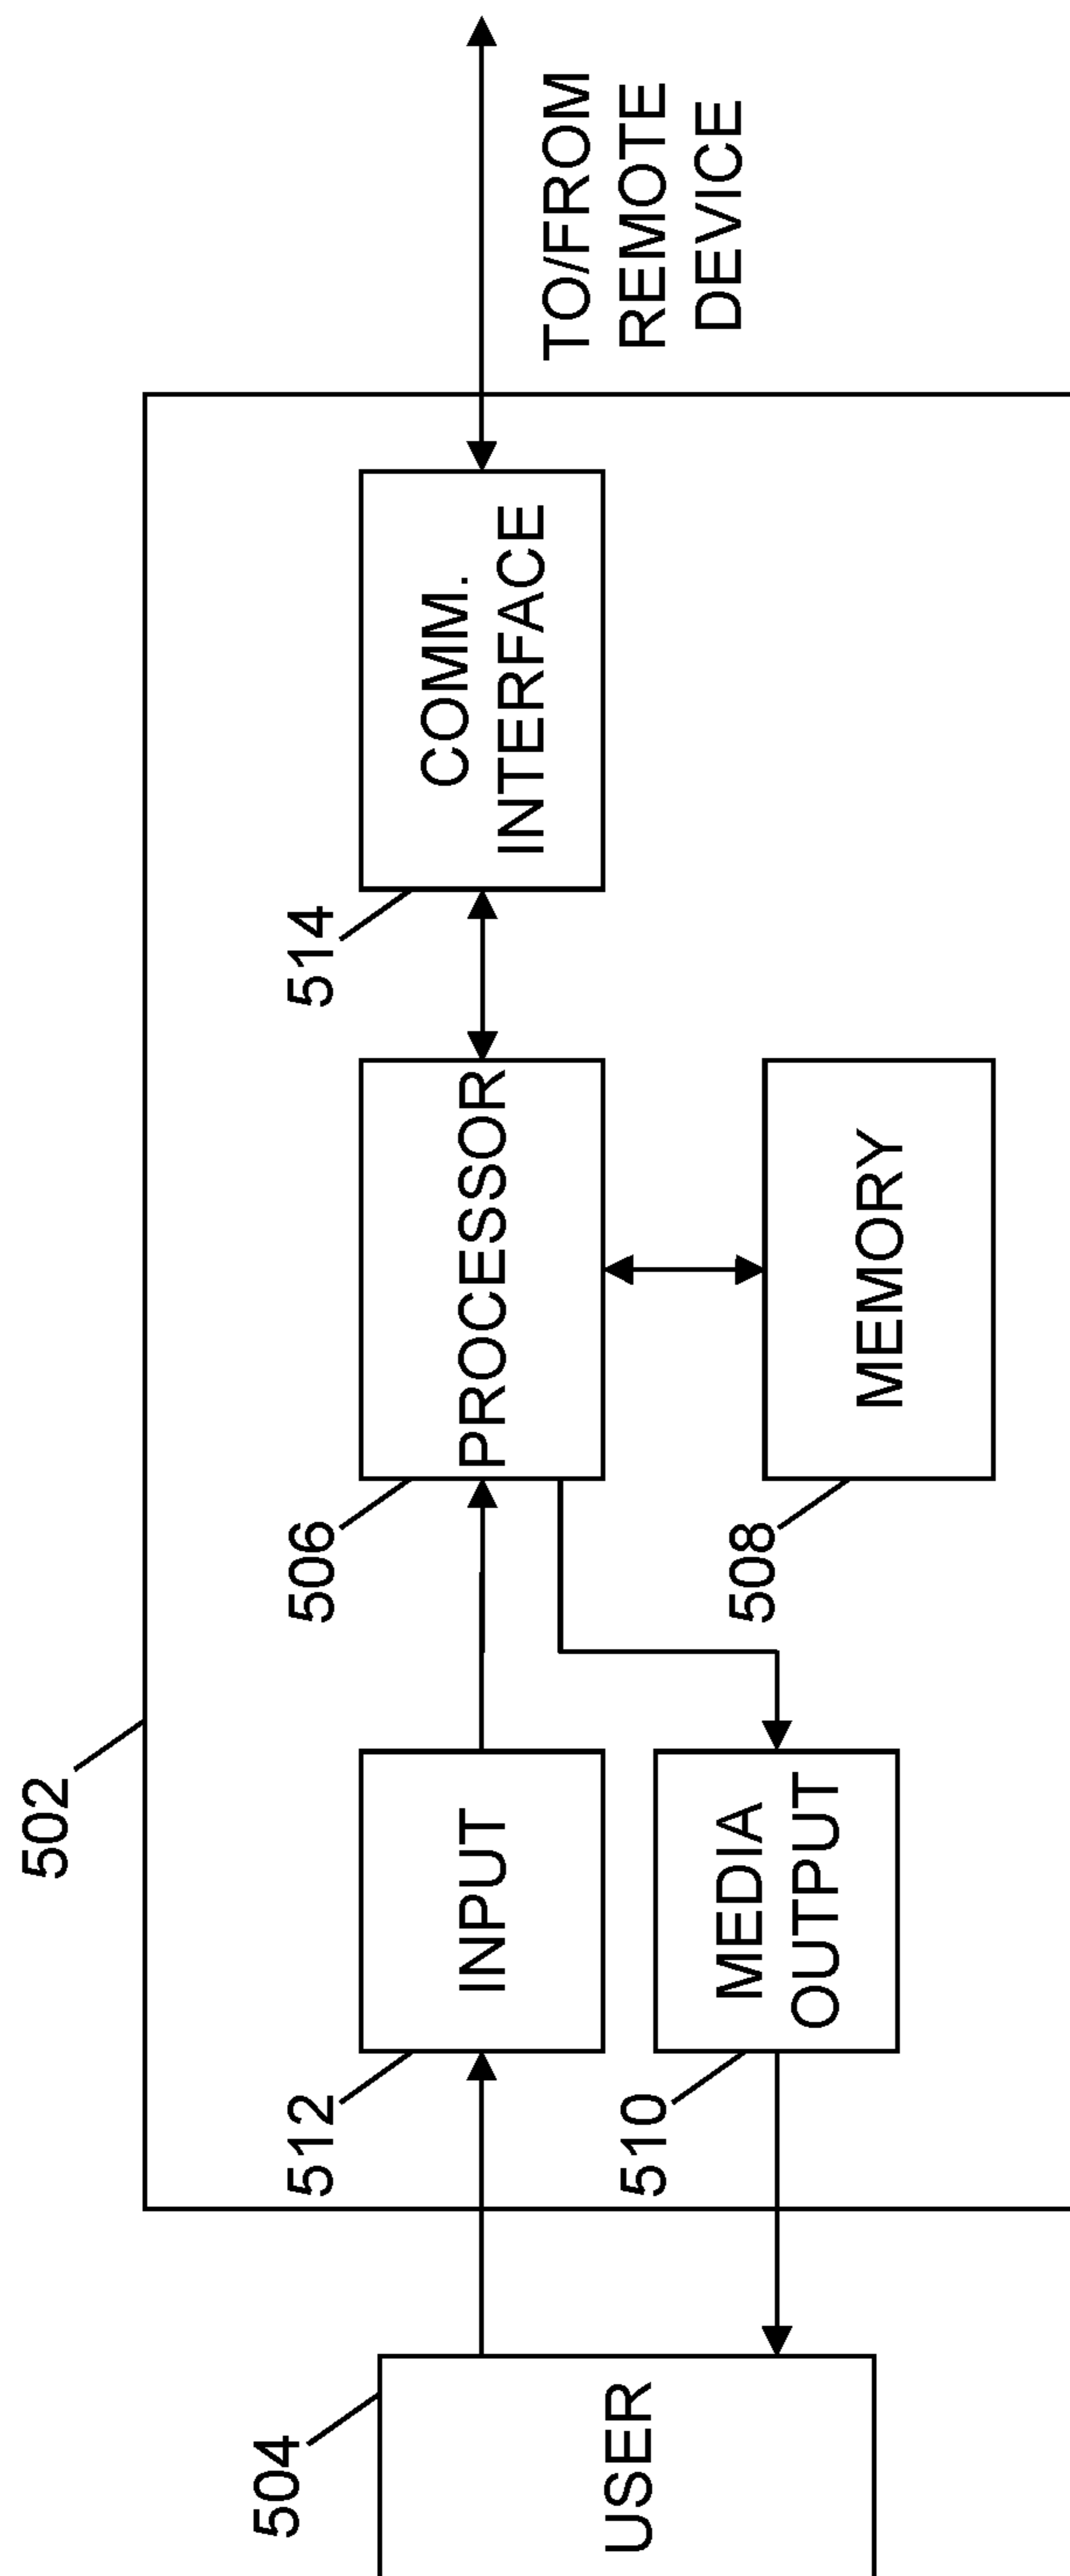 502
504
USER
512
INPUT
510
MEDIA
OUTPUT
506
PROCESSOR
508
MEMORY
514
COMM.
INTERFACE
TO/FROM
REMOTE
DEVICE